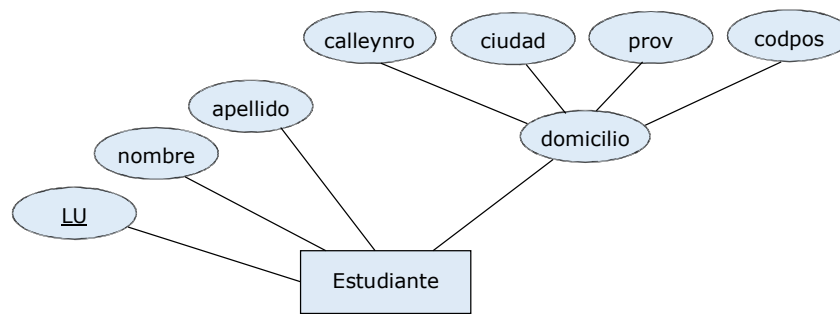 calleynro
ciudad
prov
codpos
apellido
domicilio
nombre
LU
Estudiante